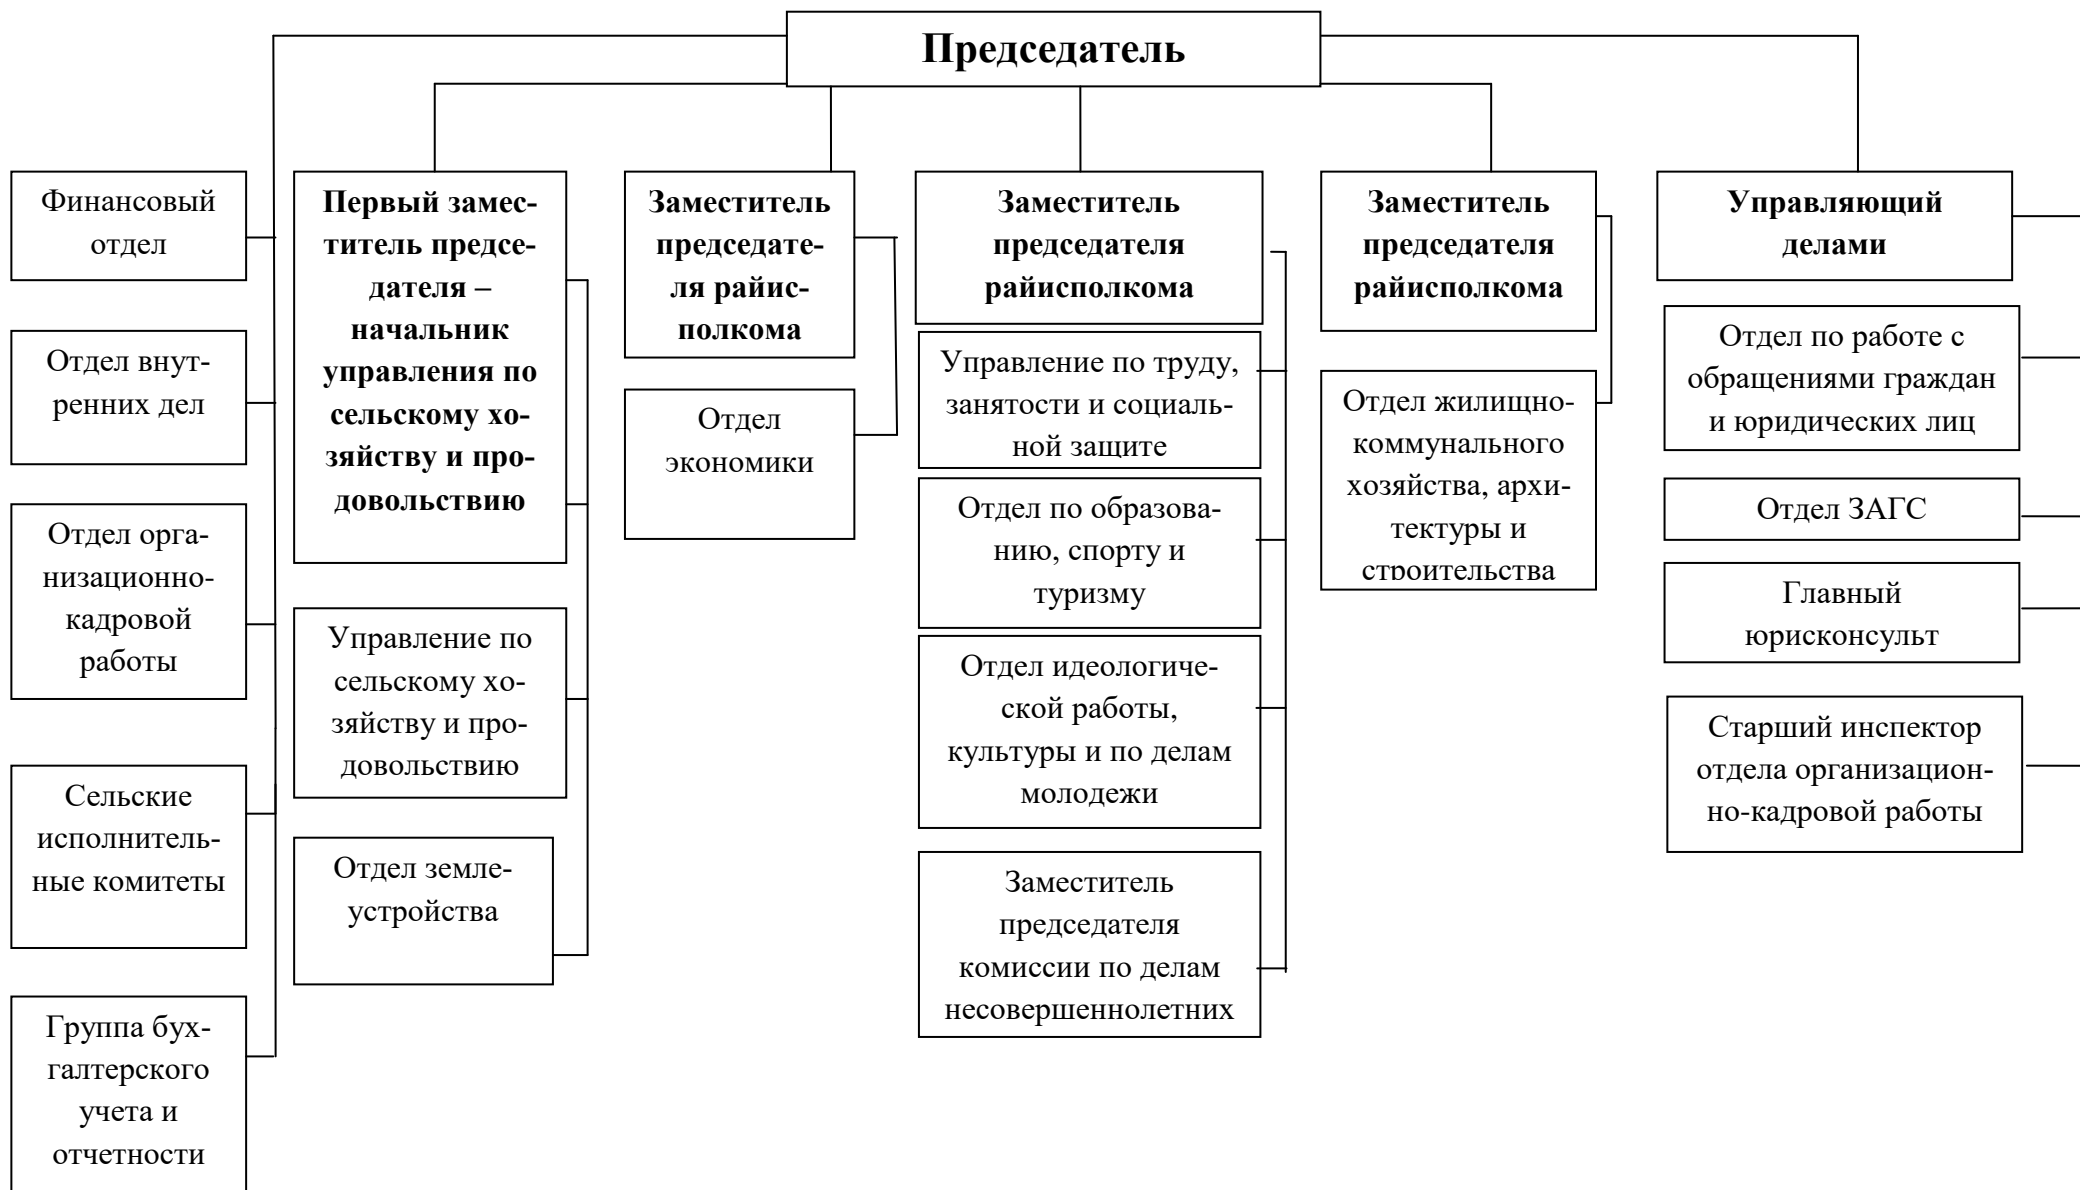 Председатель
Финансовый
отдел
Отдел внут-
ренних дел
Отдел орга-
низационно-
кадровой
работы
Сельские
исполнитель-
ные комитеты
Группа бух-
галтерского
учета и
отчетности
Первый замес-
титель предсе-
дателя –
начальник
управления по
сельскому хо-
зяйству и про-
довольствию
Управление по
сельскому хо-
зяйству и про-
довольствию
Отдел земле-
устройства
Заместитель
председате-
ля райис-
полкома
Отдел
экономики
Заместитель
председателя
райисполкома
Управление по труду,
занятости и социаль-
ной защите
Отдел по образова-
нию, спорту и
туризму
Отдел идеологиче-
ской работы,
культуры и по делам
молодежи
Заместитель
председателя
комиссии по делам
несовершеннолетних
Заместитель
председателя
райисполкома
Отдел жилищно-
коммунального
хозяйства, архи-
тектуры и
строительства
Управляющий
делами
Отдел по работе с
обращениями граждан
и юридических лиц
Отдел ЗАГС
Главный
юрисконсульт
Старший инспектор
отдела организацион-
но-кадровой работы